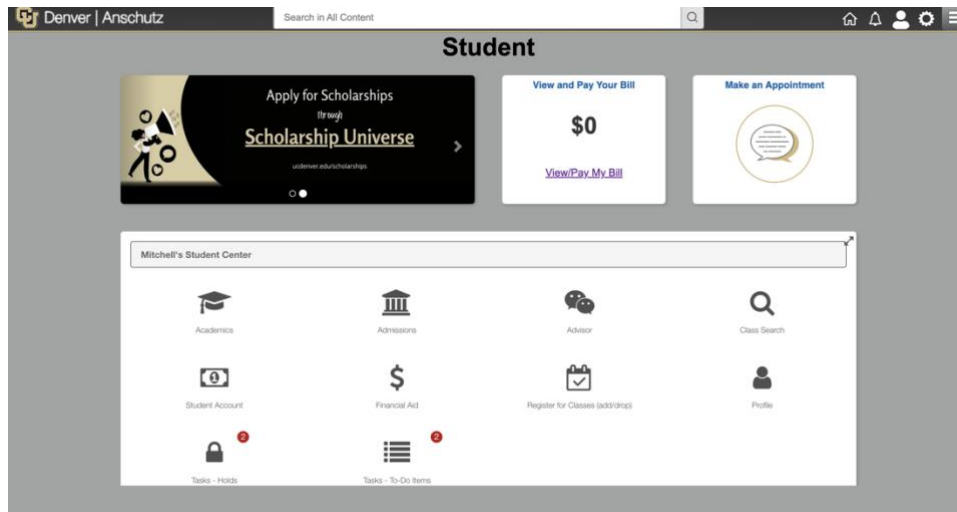 Denver | Anschutz
Search in All Content
Student
Apply for Scholarships
through
Scholarship Universe
ucdenver.edu/scholarships
View and Pay Your Bill
$0
View/Pay My Bill
Make an Appointment
Mitchell's Student Center
Academics
Admissions
Advisor
Class Search
Student Account
Financial Aid
Register for Classes (add/drop)
Profile
2
Tasks - Holds
2
Tasks - To-Do Items